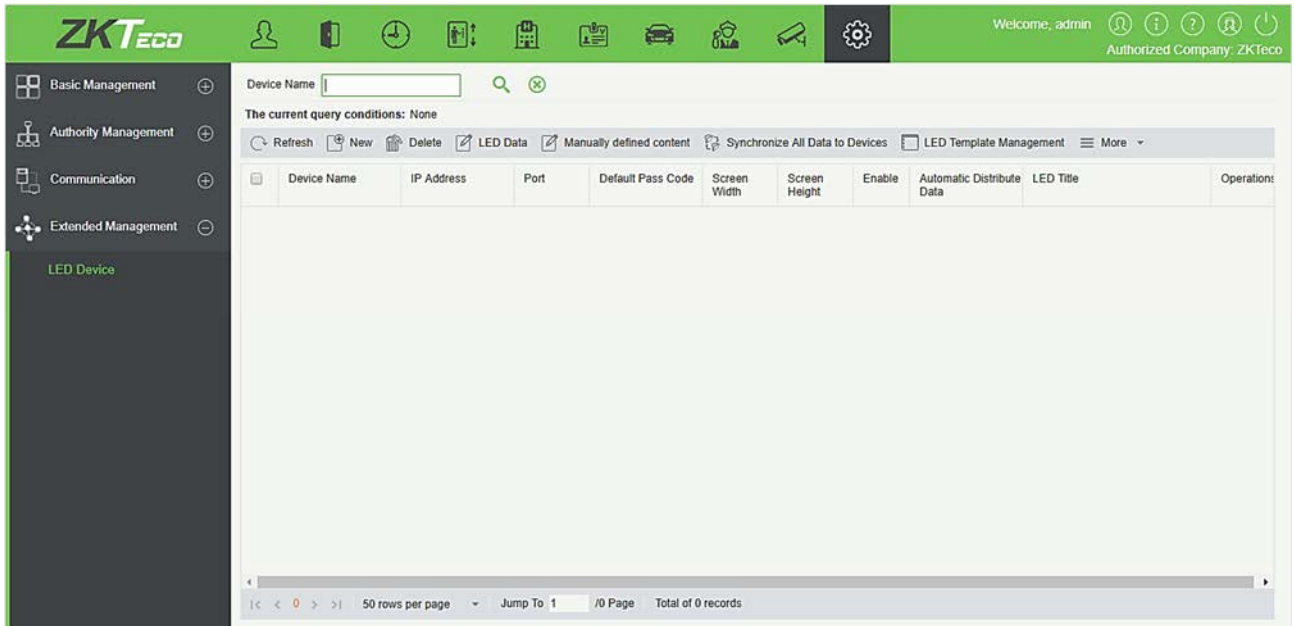 ZKTeco
Welcome, admin
Authorized Company: ZKTeco
Basic Management
Authority Management
Communication
Extended Management
LED Device
Device Name
The current query conditions: None
Refresh New Delete LED Data Manually defined content Synchronize All Data to Devices LED Template Management More
Device Name IP Address Port Default Pass Code Screen Width Screen Height Enable Automatic Distribute Data LED Title Operations
0 50 rows per page Jump To 1 /0 Page Total of 0 records